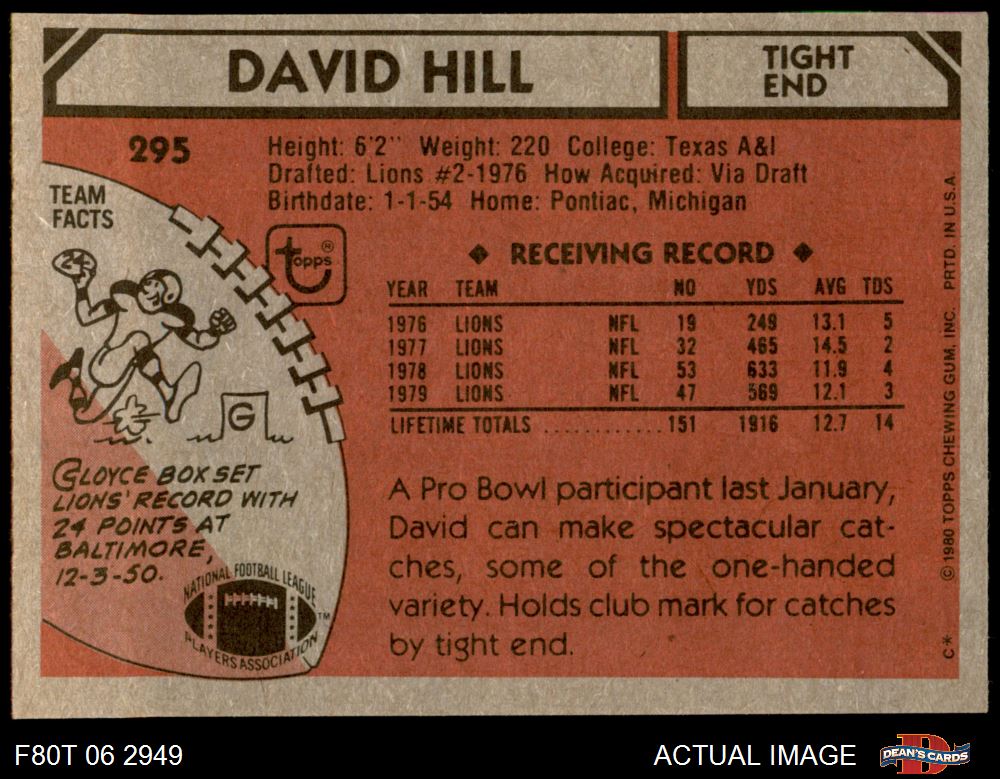 DAVID HILL
TIGHT
END
295
Height: 6'2" Weight: 220 College: Texas A&I
Drafted: Lions #2-1976 How Acquired: Via Draft
Birthdate: 1-1-54 Home: Pontiac, Michigan
TEAM
FACTS
24
G
CLOYCE BOX SET
LIONS' RECORD WITH
24 POINTS AT
BALTIMORE,
12-3-50.
NATIONAL FOOTBALL LEAGUE
PLAYERS ASSOCIATION
TM
topps®
◆ RECEIVING RECORD ◆
YEAR TEAM NO YDS AVG TDS
1976 LIONS NFL 19 249 13.1 5
1977 LIONS NFL 32 465 14.5 2
1978 LIONS NFL 53 633 11.9 4
1979 LIONS NFL 47 569 12.1 3
LIFETIME TOTALS ............ 151 1916 12.7 14
A Pro Bowl participant last January,
David can make spectacular cat-
ches, some of the one-handed
variety. Holds club mark for catches
by tight end.
C* © 1980 TOPPS CHEWING GUM, INC. PRTD. IN U.S.A.
F80T 06 2949
ACTUAL IMAGE
D
DEAN'S CARDS